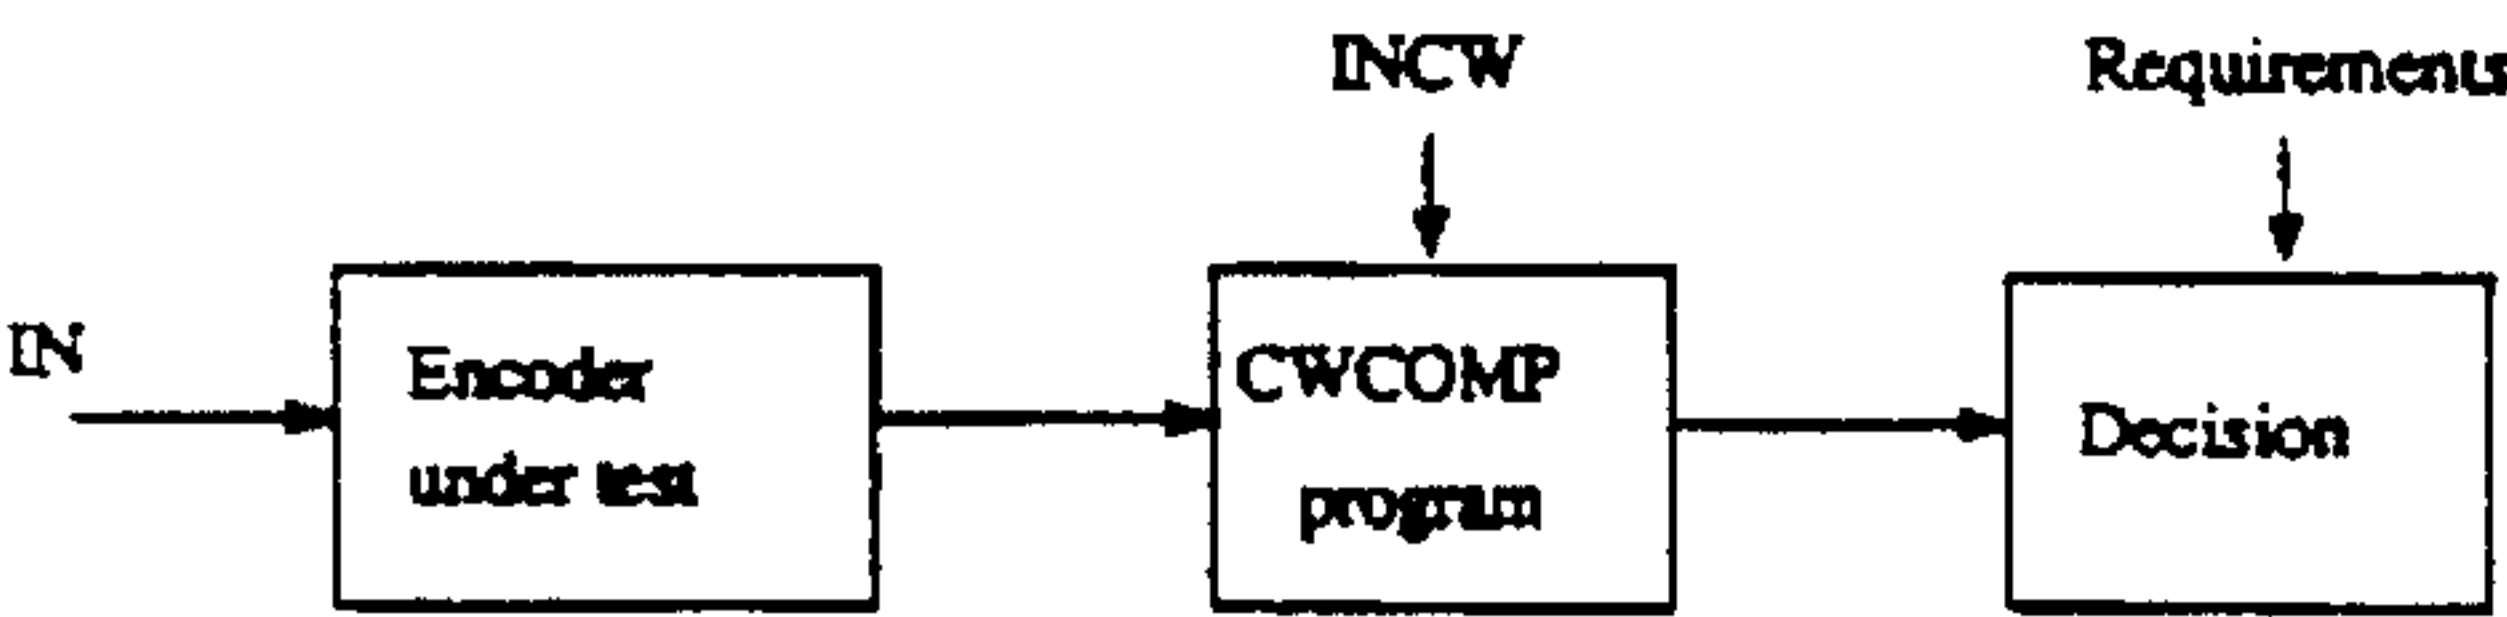 INCW
Requirements
IN
Encoder
under test
CWCOMP
program
Decision